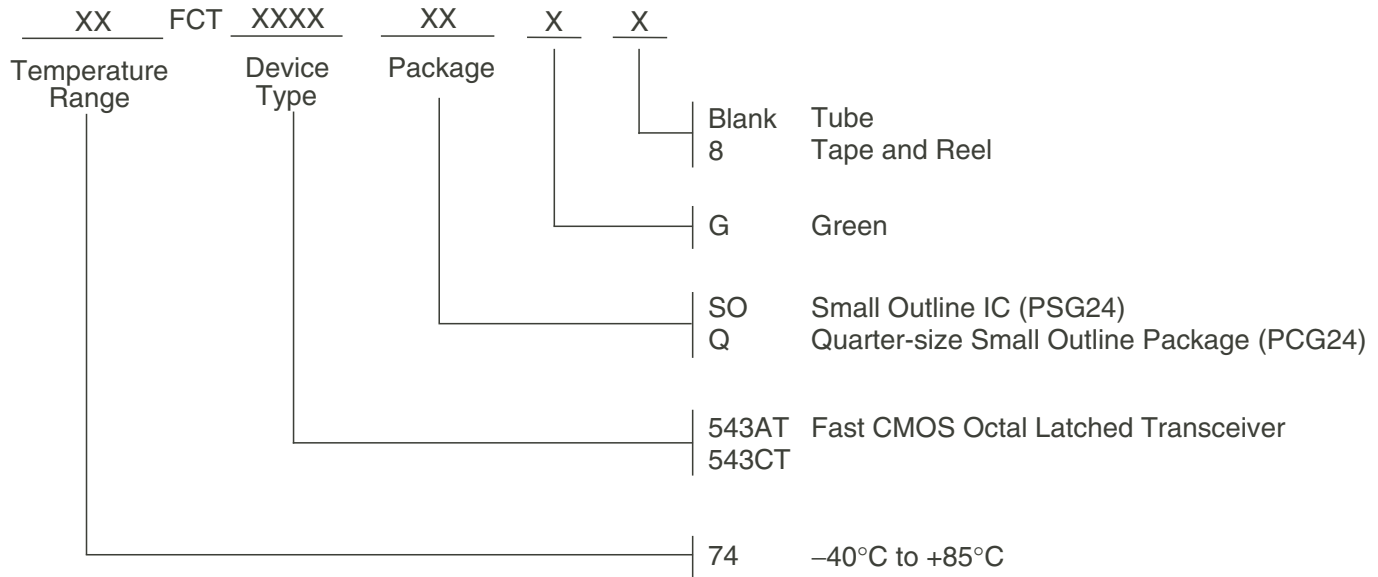 XX FCT XXXX XX X X
Temperature Range
Device Type
Package
Blank Tube
8 Tape and Reel
G Green
SO Small Outline IC (PSG24)
Q Quarter-size Small Outline Package (PCG24)
543AT Fast CMOS Octal Latched Transceiver
543CT
74 –40°C to +85°C